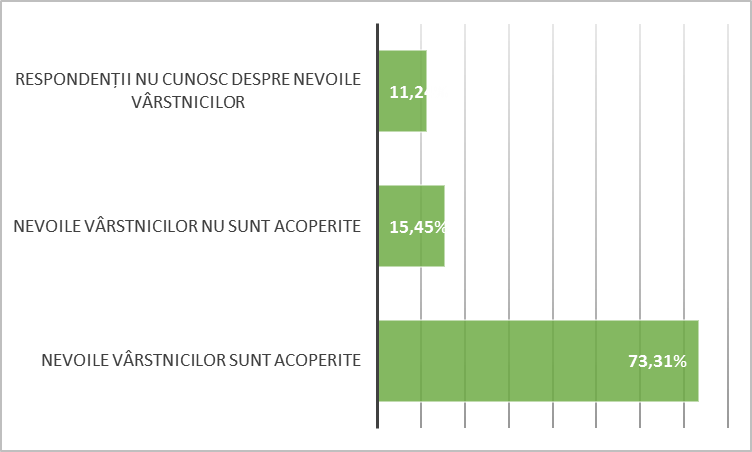 RESPONDENȚII NU CUNOSC DESPRE NEVOILE
VÂRSTNICILOR
11,24
NEVOILE VÂRSTNICILOR NU SUNT ACOPERITE
15,45%
NEVOILE VÂRSTNICILOR SUNT ACOPERITE
73,31%